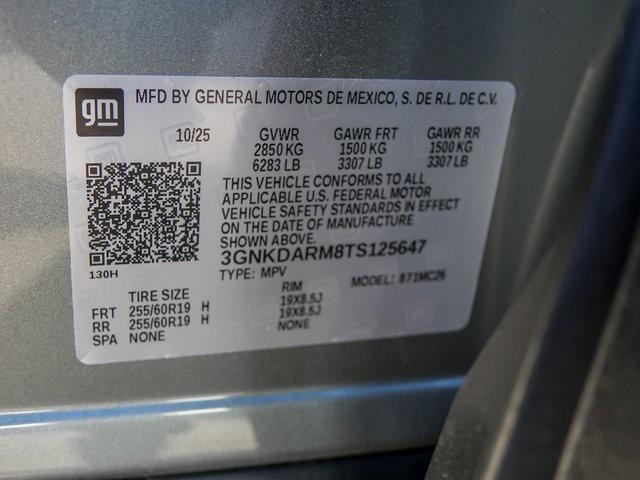 gm
MFD BY GENERAL MOTORS DE MEXICO, S. DE R.L. DE C.V.
10/25 GVWR GAWR FRT GAWR RR
2850 KG 1500 KG 1500 KG
6283 LB 3307 LB 3307 LB
THIS VEHICLE CONFORMS TO ALL
APPLICABLE U.S. FEDERAL MOTOR
VEHICLE SAFETY STANDARDS IN EFFECT
ON THE DATE OF MANUFACTURE
SHOWN ABOVE.
3GNKDARM8TS125647
130H
TYPE: MPV MODEL: 871MC26
TIRE SIZE RIM
FRT 255/60R19 H 19X8.5J
RR 255/60R19 H 19X8.5J
SPA NONE NONE